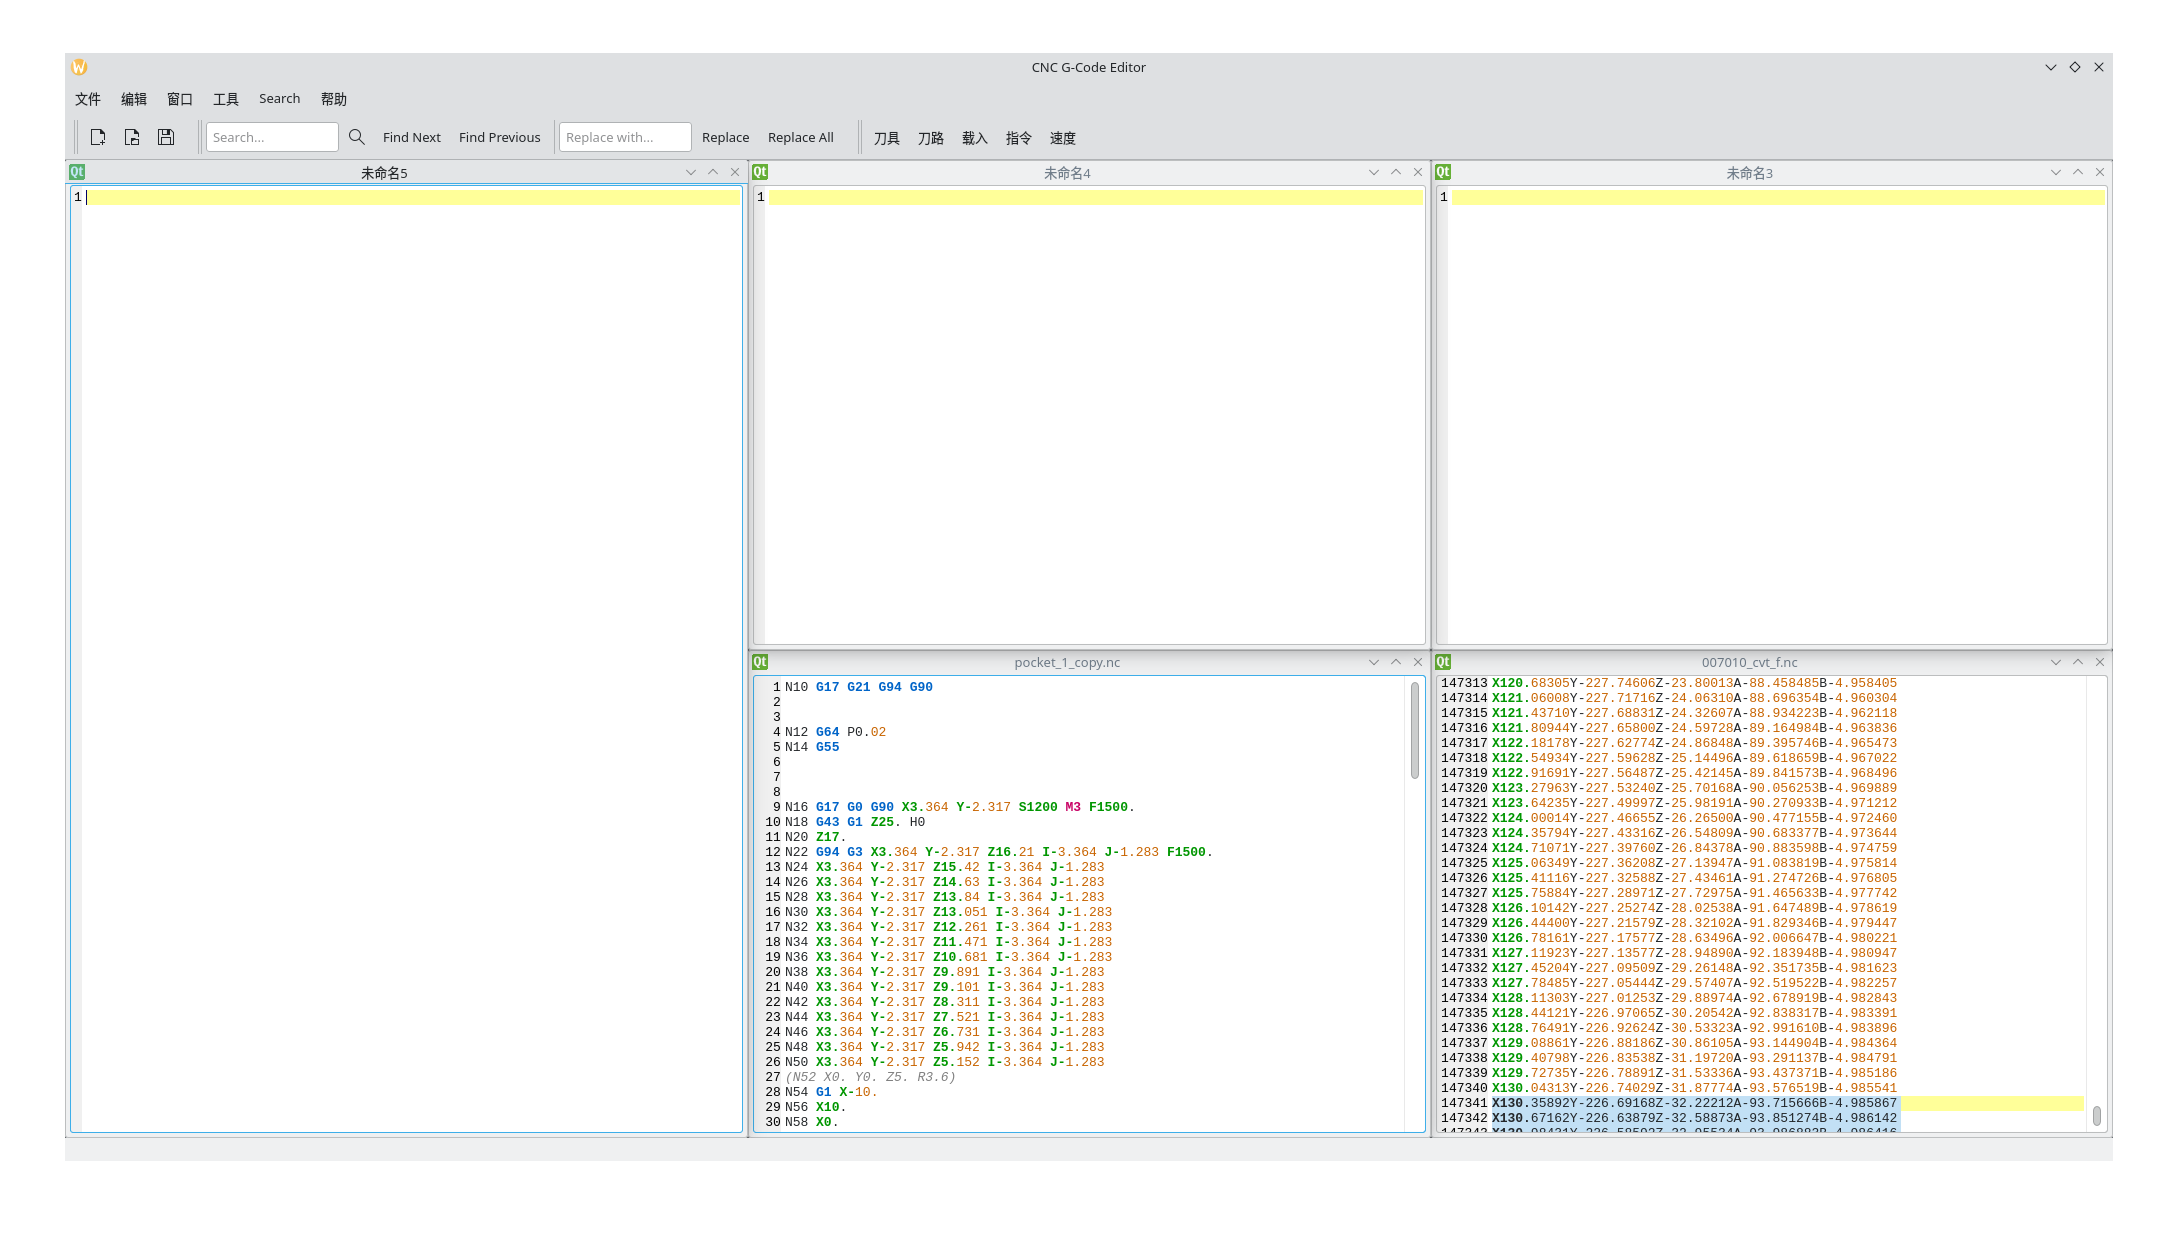 CNC G-Code Editor
文件 编辑 窗口 工具 Search 帮助
Search... Find Next Find Previous Replace with... Replace Replace All 刀具 刀路 载入 指令 速度
Qt 未命名5
1
Qt 未命名4
1
Qt 未命名3
1
Qt pocket_1_copy.nc
1 N10 G17 G21 G94 G90
2
3
4 N12 G64 P0.02
5 N14 G55
6
7
8
9 N16 G17 G0 G90 X3.364 Y-2.317 S1200 M3 F1500.
10 N18 G43 G1 Z25. H0
11 N20 Z17.
12 N22 G94 G3 X3.364 Y-2.317 Z16.21 I-3.364 J-1.283 F1500.
13 N24 X3.364 Y-2.317 Z15.42 I-3.364 J-1.283
14 N26 X3.364 Y-2.317 Z14.63 I-3.364 J-1.283
15 N28 X3.364 Y-2.317 Z13.84 I-3.364 J-1.283
16 N30 X3.364 Y-2.317 Z13.051 I-3.364 J-1.283
17 N32 X3.364 Y-2.317 Z12.261 I-3.364 J-1.283
18 N34 X3.364 Y-2.317 Z11.471 I-3.364 J-1.283
19 N36 X3.364 Y-2.317 Z10.681 I-3.364 J-1.283
20 N38 X3.364 Y-2.317 Z9.891 I-3.364 J-1.283
21 N40 X3.364 Y-2.317 Z9.101 I-3.364 J-1.283
22 N42 X3.364 Y-2.317 Z8.311 I-3.364 J-1.283
23 N44 X3.364 Y-2.317 Z7.521 I-3.364 J-1.283
24 N46 X3.364 Y-2.317 Z6.731 I-3.364 J-1.283
25 N48 X3.364 Y-2.317 Z5.942 I-3.364 J-1.283
26 N50 X3.364 Y-2.317 Z5.152 I-3.364 J-1.283
27 (N52 X0. Y0. Z5. R3.6)
28 N54 G1 X-10.
29 N56 X10.
30 N58 X0.
Qt 007010_cvt_f.nc
147313 X120.68305Y-227.74606Z-23.80013A-88.458485B-4.958405
147314 X121.06008Y-227.71716Z-24.06310A-88.696354B-4.960304
147315 X121.43710Y-227.68831Z-24.32607A-88.934223B-4.962118
147316 X121.80944Y-227.65800Z-24.59728A-89.164984B-4.963836
147317 X122.18178Y-227.62774Z-24.86848A-89.395746B-4.965473
147318 X122.54934Y-227.59628Z-25.14496A-89.618659B-4.967022
147319 X122.91691Y-227.56487Z-25.42145A-89.841573B-4.968496
147320 X123.27963Y-227.53240Z-25.70168A-90.056253B-4.969889
147321 X123.64235Y-227.49997Z-25.98191A-90.270933B-4.971212
147322 X124.00014Y-227.46655Z-26.26500A-90.477155B-4.972460
147323 X124.35794Y-227.43316Z-26.54809A-90.683377B-4.973644
147324 X124.71071Y-227.39760Z-26.84378A-90.883598B-4.974759
147325 X125.06349Y-227.36208Z-27.13947A-91.083819B-4.975814
147326 X125.41116Y-227.32588Z-27.43461A-91.274726B-4.976805
147327 X125.75884Y-227.28971Z-27.72975A-91.465633B-4.977742
147328 X126.10142Y-227.25274Z-28.02538A-91.647489B-4.978619
147329 X126.44400Y-227.21579Z-28.32102A-91.829346B-4.979447
147330 X126.78161Y-227.17577Z-28.63496A-92.006647B-4.980221
147331 X127.11923Y-227.13577Z-28.94890A-92.183948B-4.980947
147332 X127.45204Y-227.09509Z-29.26148A-92.351735B-4.981623
147333 X127.78485Y-227.05444Z-29.57407A-92.519522B-4.982257
147334 X128.11303Y-227.01253Z-29.88974A-92.678919B-4.982843
147335 X128.44121Y-226.97065Z-30.20542A-92.838317B-4.983391
147336 X128.76491Y-226.92624Z-30.53323A-92.991610B-4.983896
147337 X129.08861Y-226.88186Z-30.86105A-93.144904B-4.984364
147338 X129.40798Y-226.83538Z-31.19720A-93.291137B-4.984791
147339 X129.72735Y-226.78891Z-31.53336A-93.437371B-4.985186
147340 X130.04313Y-226.74029Z-31.87774A-93.576519B-4.985541
147341 X130.35892Y-226.69168Z-32.22212A-93.715666B-4.985867
147342 X130.67162Y-226.63879Z-32.58873A-93.851274B-4.986142